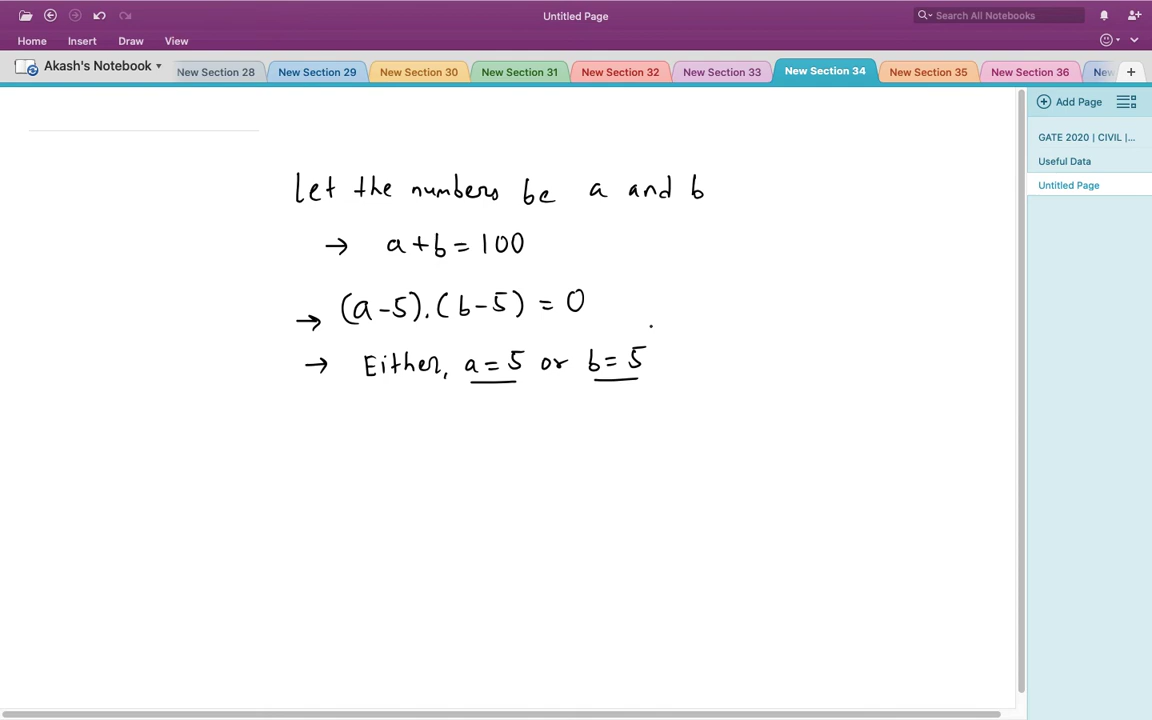 Untitled Page
Search All Notebooks
Home Insert Draw View
Akash's Notebook
New Section 28 New Section 29 New Section 30 New Section 31 New Section 32 New Section 33 New Section 34 New Section 35 New Section 36 New
Add Page
GATE 2020 | CIVIL |...
Useful Data
Untitled Page
Let the numbers be a and b
→ a+b=100
→ (a-5).(b-5) = 0
→ Either, a=5 or b=5